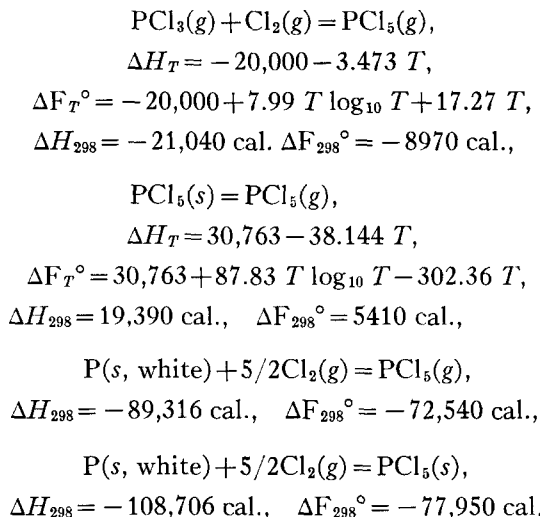 PCl₃(g)+Cl₂(g)=PCl₅(g),
ΔH_T=−20,000−3.473 T,
ΔF_T°=−20,000+7.99 T log₁₀ T+17.27 T,
ΔH₂₉₈=−21,040 cal. ΔF₂₉₈°=−8970 cal.,
PCl₅(s)=PCl₅(g),
ΔH_T=30,763−38.144 T,
ΔF_T°=30,763+87.83 T log₁₀ T−302.36 T,
ΔH₂₉₈=19,390 cal., ΔF₂₉₈°=5410 cal.,
P(s, white)+5/2Cl₂(g)=PCl₅(g),
ΔH₂₉₈=−89,316 cal., ΔF₂₉₈°=−72,540 cal.,
P(s, white)+5/2Cl₂(g)=PCl₅(s),
ΔH₂₉₈=−108,706 cal., ΔF₂₉₈°=−77,950 cal.